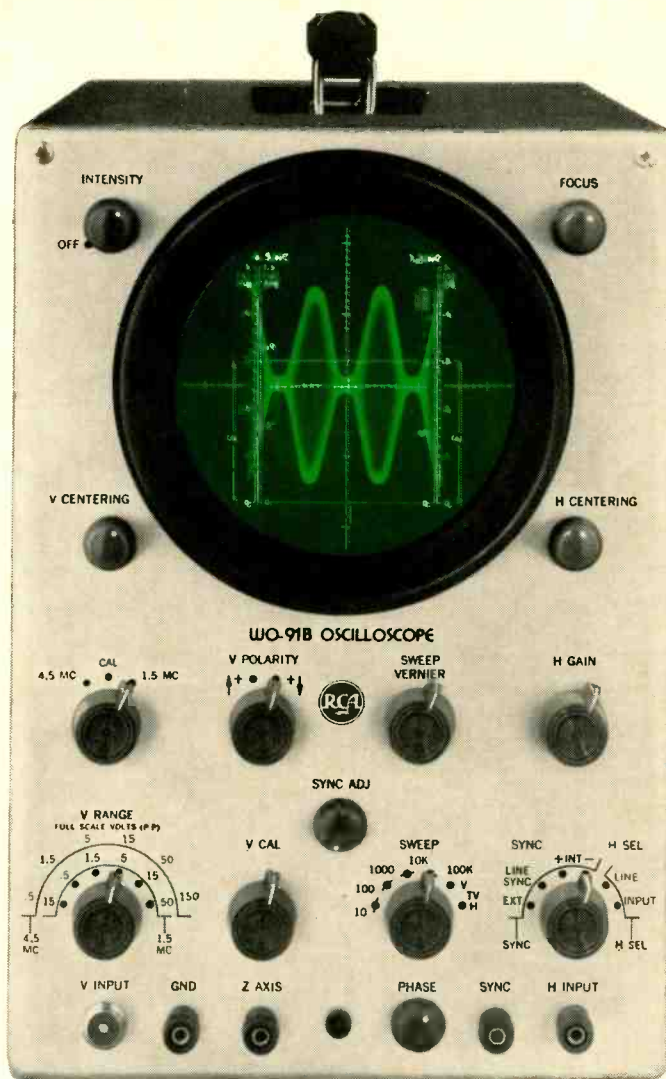 INTENSITY
FOCUS
OFF
V CENTERING
H CENTERING
WO-91B OSCILLOSCOPE
4.5 MC CAL 1.5 MC
V POLARITY
+ +
RCA
SWEEP
VERNIER
H GAIN
SYNC ADJ
V RANGE
FULL SCALE VOLTS (P.P)
.5 1.5 5 15 50 150
.5 1.5 5 15 50
4.5
MC
1.5
MC
V CAL
SWEEP
10 100 1000 10K 100K
V
TV
H
SYNC
H SEL
+ INT -
LINE
SYNC
LINE
EXT
INPUT
SYNC
H SEL
V INPUT
GND
Z AXIS
PHASE
SYNC
H INPUT